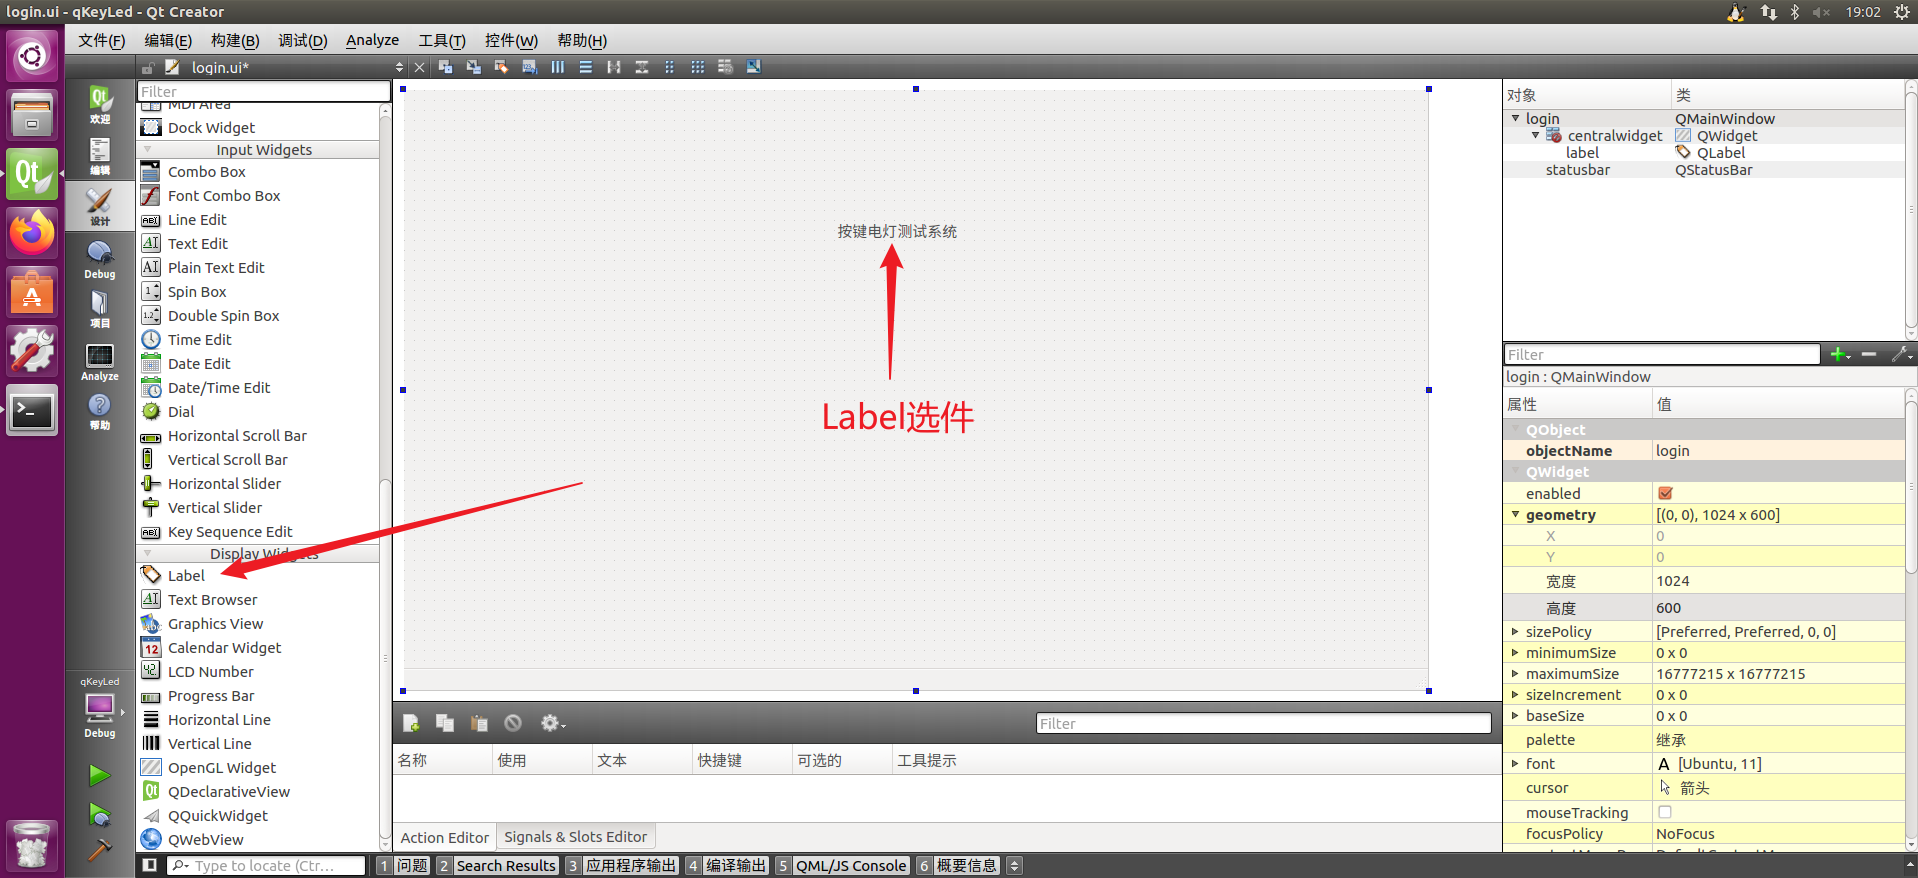 login.ui - qKeyLed - Qt Creator
19:02
文件(F) 编辑(E) 构建(B) 调试(D) Analyze 工具(T) 控件(W) 帮助(H)
login.ui*
欢迎
编辑
设计
Debug
项目
Analyze
帮助
qKeyLed
Debug
Filter
MDI Area
Dock Widget
Input Widgets
Combo Box
Font Combo Box
Line Edit
Text Edit
Plain Text Edit
Spin Box
Double Spin Box
Time Edit
Date Edit
Date/Time Edit
Dial
Horizontal Scroll Bar
Vertical Scroll Bar
Horizontal Slider
Vertical Slider
Key Sequence Edit
Display Widgets
Label
Text Browser
Graphics View
Calendar Widget
LCD Number
Progress Bar
Horizontal Line
Vertical Line
OpenGL Widget
QDeclarativeView
QQuickWidget
QWebView
按键电灯测试系统
Label选件
Filter
名称 使用 文本 快捷键 可选的 工具提示
Action Editor Signals & Slots Editor
对象 类
login QMainWindow
centralwidget QWidget
label QLabel
statusbar QStatusBar
Filter
login : QMainWindow
属性 值
QObject
objectName login
QWidget
enabled
geometry [(0, 0), 1024 x 600]
X 0
Y 0
宽度 1024
高度 600
sizePolicy [Preferred, Preferred, 0, 0]
minimumSize 0 x 0
maximumSize 16777215 x 16777215
sizeIncrement 0 x 0
baseSize 0 x 0
palette 继承
font A [Ubuntu, 11]
cursor 箭头
mouseTracking
focusPolicy NoFocus
Type to locate (Ctr... 1 问题 2 Search Results 3 应用程序输出 4 编译输出 5 QML/JS Console 6 概要信息